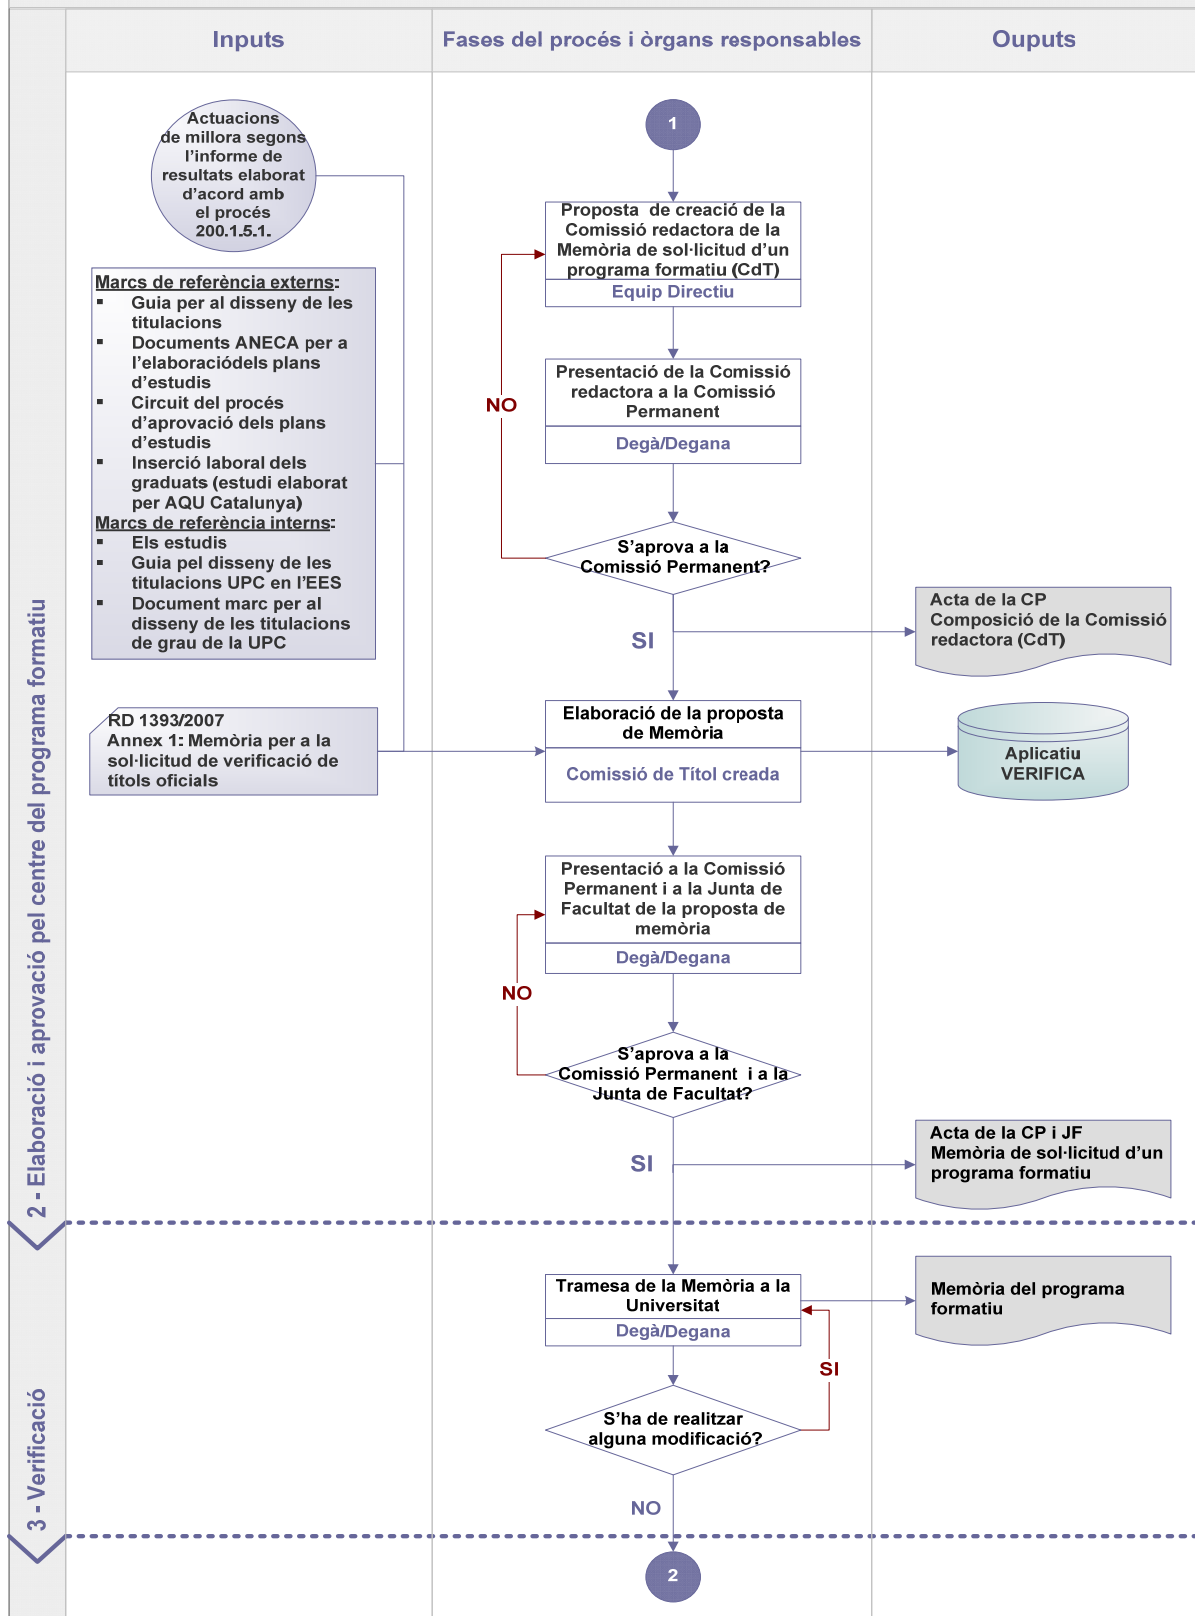 Inputs
Fases del procés i òrgans responsables
Ouputs
2 - Elaboració i aprovació pel centre del programa formatiu
3 - Verificació
Actuacions
de millora segons
l'informe de
resultats elaborat
d'acord amb
el procés
200.1.5.1.
Marcs de referència externs:
▪ Guia per al disseny de les
titulacions
▪ Documents ANECA per a
l'elaboraciódels plans
d'estudis
▪ Circuit del procés
d'aprovació dels plans
d'estudis
▪ Inserció laboral dels
graduats (estudi elaborat
per AQU Catalunya)
Marcs de referència interns:
▪ Els estudis
▪ Guia pel disseny de les
titulacions UPC en l'EES
▪ Document marc per al
disseny de les titulacions
de grau de la UPC
RD 1393/2007
Annex 1: Memòria per a la
sol·licitud de verificació de
títols oficials
1
Proposta de creació de la
Comissió redactora de la
Memòria de sol·licitud d'un
programa formatiu (CdT)
Equip Directiu
Presentació de la Comissió
redactora a la Comissió
Permanent
Degà/Degana
NO
S'aprova a la
Comissió Permanent?
SI
Acta de la CP
Composició de la Comissió
redactora (CdT)
Elaboració de la proposta
de Memòria
Comissió de Títol creada
Aplicatiu
VERIFICA
Presentació a la Comissió
Permanent i a la Junta de
Facultat de la proposta de
memòria
Degà/Degana
NO
S'aprova a la
Comissió Permanent i a la
Junta de Facultat?
SI
Acta de la CP i JF
Memòria de sol·licitud d'un
programa formatiu
Tramesa de la Memòria a la
Universitat
Degà/Degana
Memòria del programa
formatiu
SI
S'ha de realitzar
alguna modificació?
NO
2